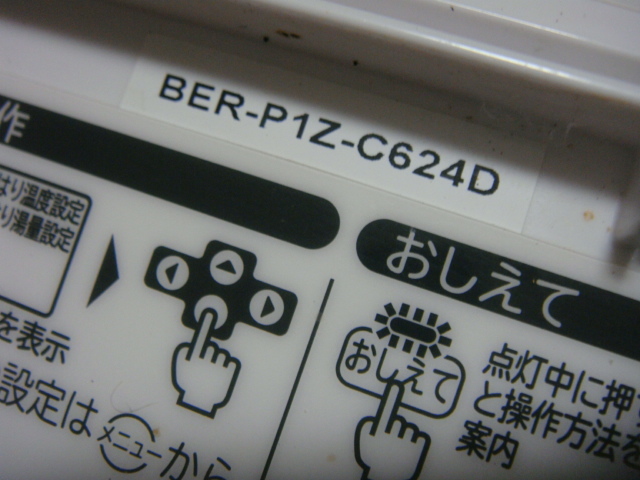 BER-P1Z-C624D
作
はり温度設定
り湯量設定
を表示
設定は メニュー から
おしえて
おしえて
点灯中に押す
と操作方法を
案内